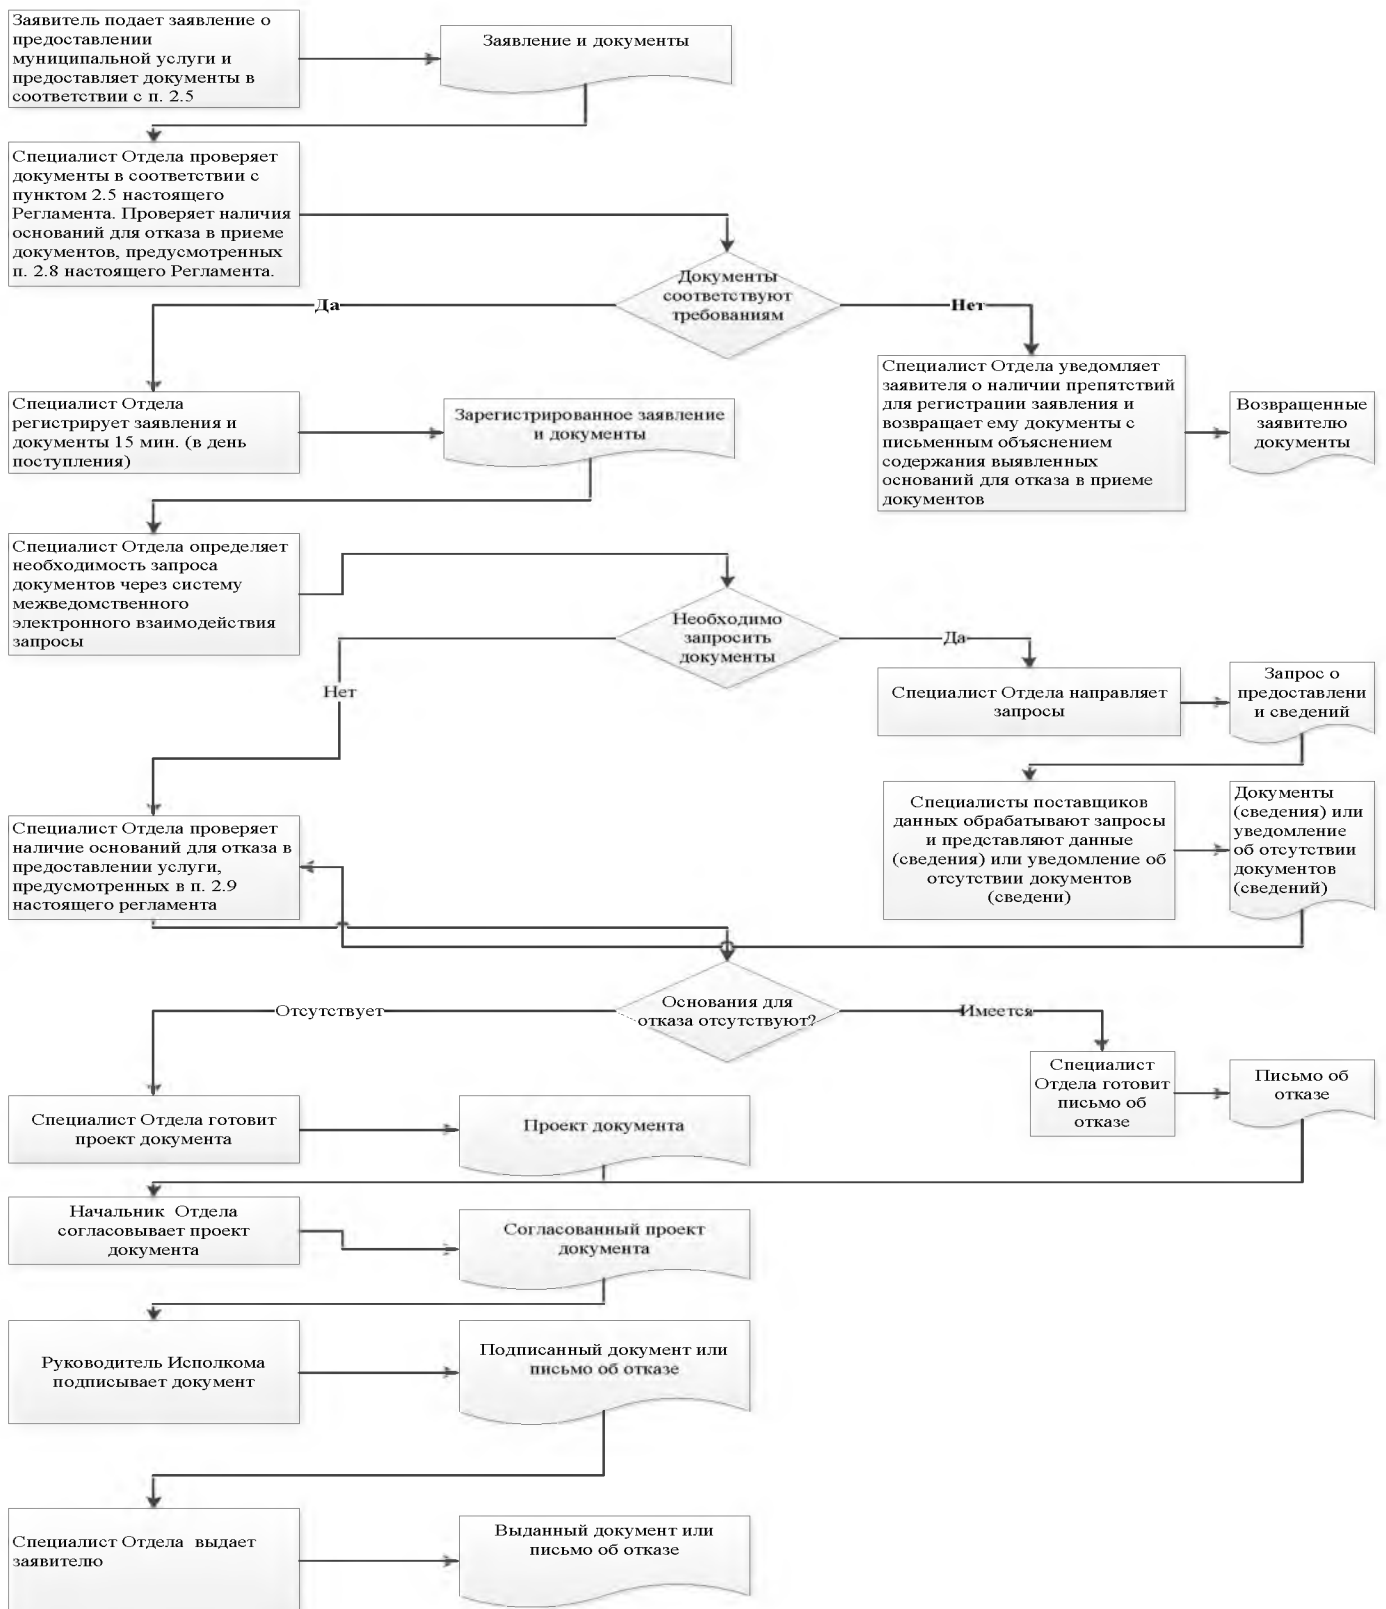 Заявитель подает заявление о
предоставлении
муниципальной услуги и
предоставляет документы в
соответствии с п. 2.5
Заявление и документы
Специалист Отдела проверяет
документы в соответствии с
пунктом 2.5 настоящего
Регламента. Проверяет наличия
оснований для отказа в приеме
документов, предусмотренных
п. 2.8 настоящего Регламента.
Документы
соответствуют
требованиям
Да
Нет
Специалист Отдела
регистрирует заявления и
документы 15 мин. (в день
поступления)
Зарегистрированное заявление
и документы
Специалист Отдела уведомляет
заявителя о наличии препятствий
для регистрации заявления и
возвращает ему документы с
письменным объяснением
содержания выявленных
оснований для отказа в приеме
документов
Возвращенные
заявителю
документы
Специалист Отдела определяет
необходимость запроса
документов через систему
межведомственного
электронного взаимодействия
запросы
Необходимо
запросить
документы
Да
Нет
Специалист Отдела направляет
запросы
Запрос о
предоставлени
и сведений
Специалисты поставщиков
данных обрабатывают запросы
и представляют данные
(сведения) или уведомление об
отсутствии документов
(сведени)
Документы
(сведения) или
уведомление
об отсутствии
документов
(сведений)
Специалист Отдела проверяет
наличие оснований для отказа в
предоставлении услуги,
предусмотренных в п. 2.9
настоящего регламента
Основания для
отказа отсутствуют?
Отсутствует
Имеется
Специалист
Отдела готовит
письмо об
отказе
Письмо об
отказе
Специалист Отдела готовит
проект документа
Проект документа
Начальник Отдела
согласовывает проект
документа
Согласованный проект
документа
Руководитель Исполкома
подписывает документ
Подписанный документ или
письмо об отказе
Специалист Отдела выдает
заявителю
Выданный документ или
письмо об отказе